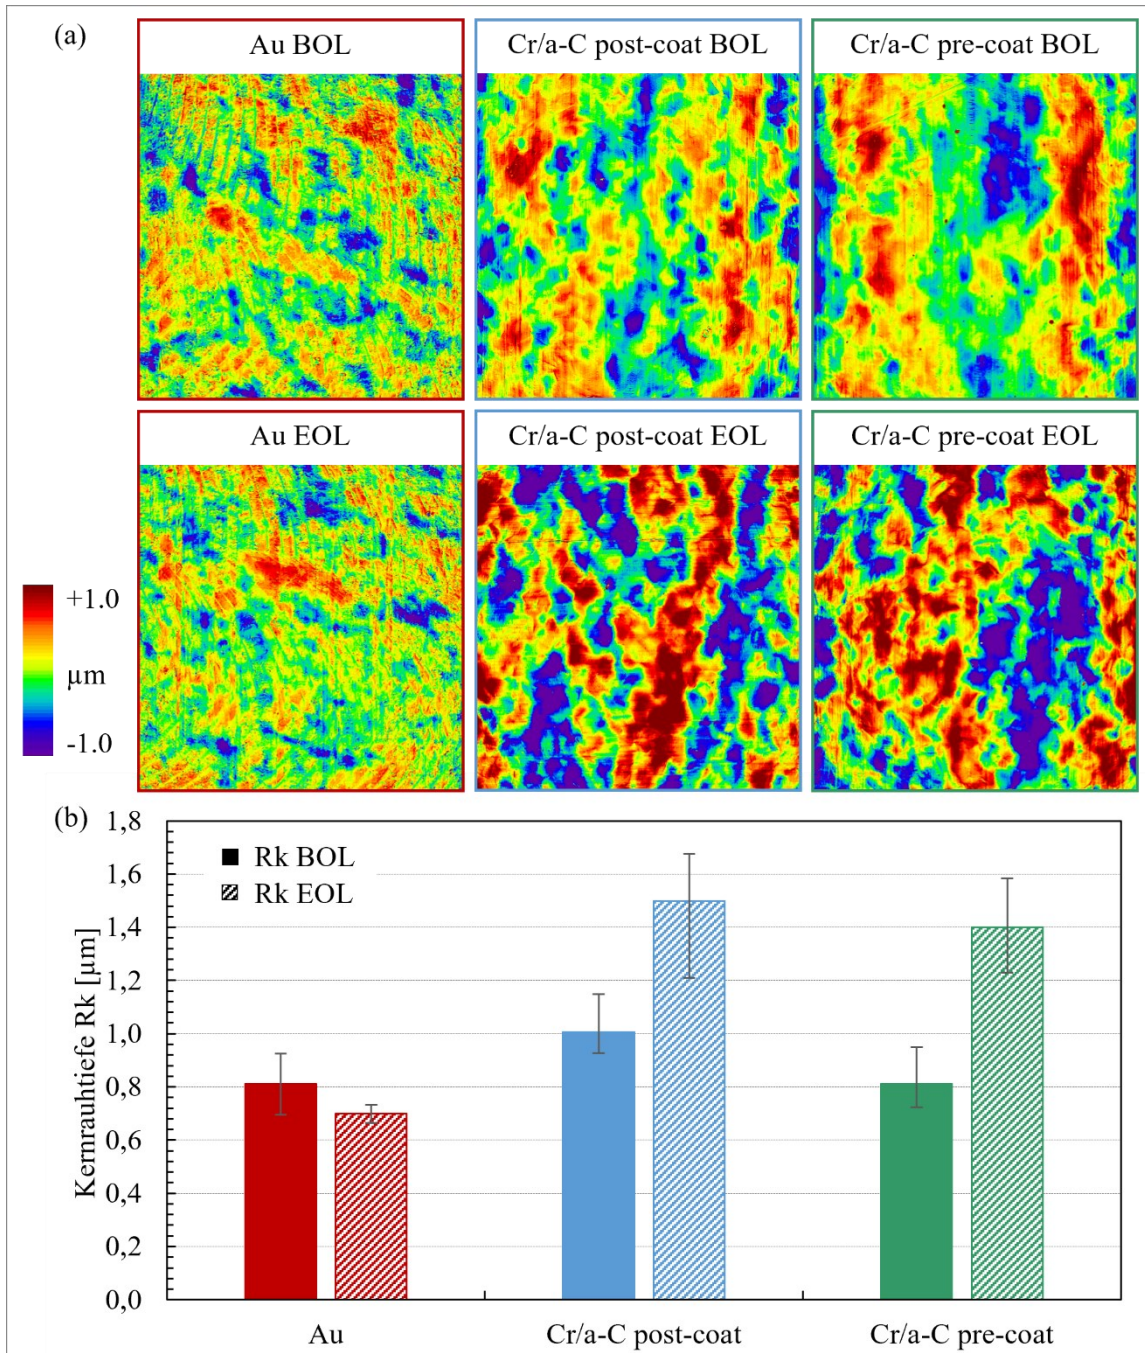 (a)
Au BOL
Cr/a-C post-coat BOL
Cr/a-C pre-coat BOL
Au EOL
Cr/a-C post-coat EOL
Cr/a-C pre-coat EOL
+1.0
µm
-1.0
(b)
Kernrauhtiefe Rk [µm]
1,8
1,6
1,4
1,2
1,0
0,8
0,6
0,4
0,2
0,0
Rk BOL
Rk EOL
Au
Cr/a-C post-coat
Cr/a-C pre-coat